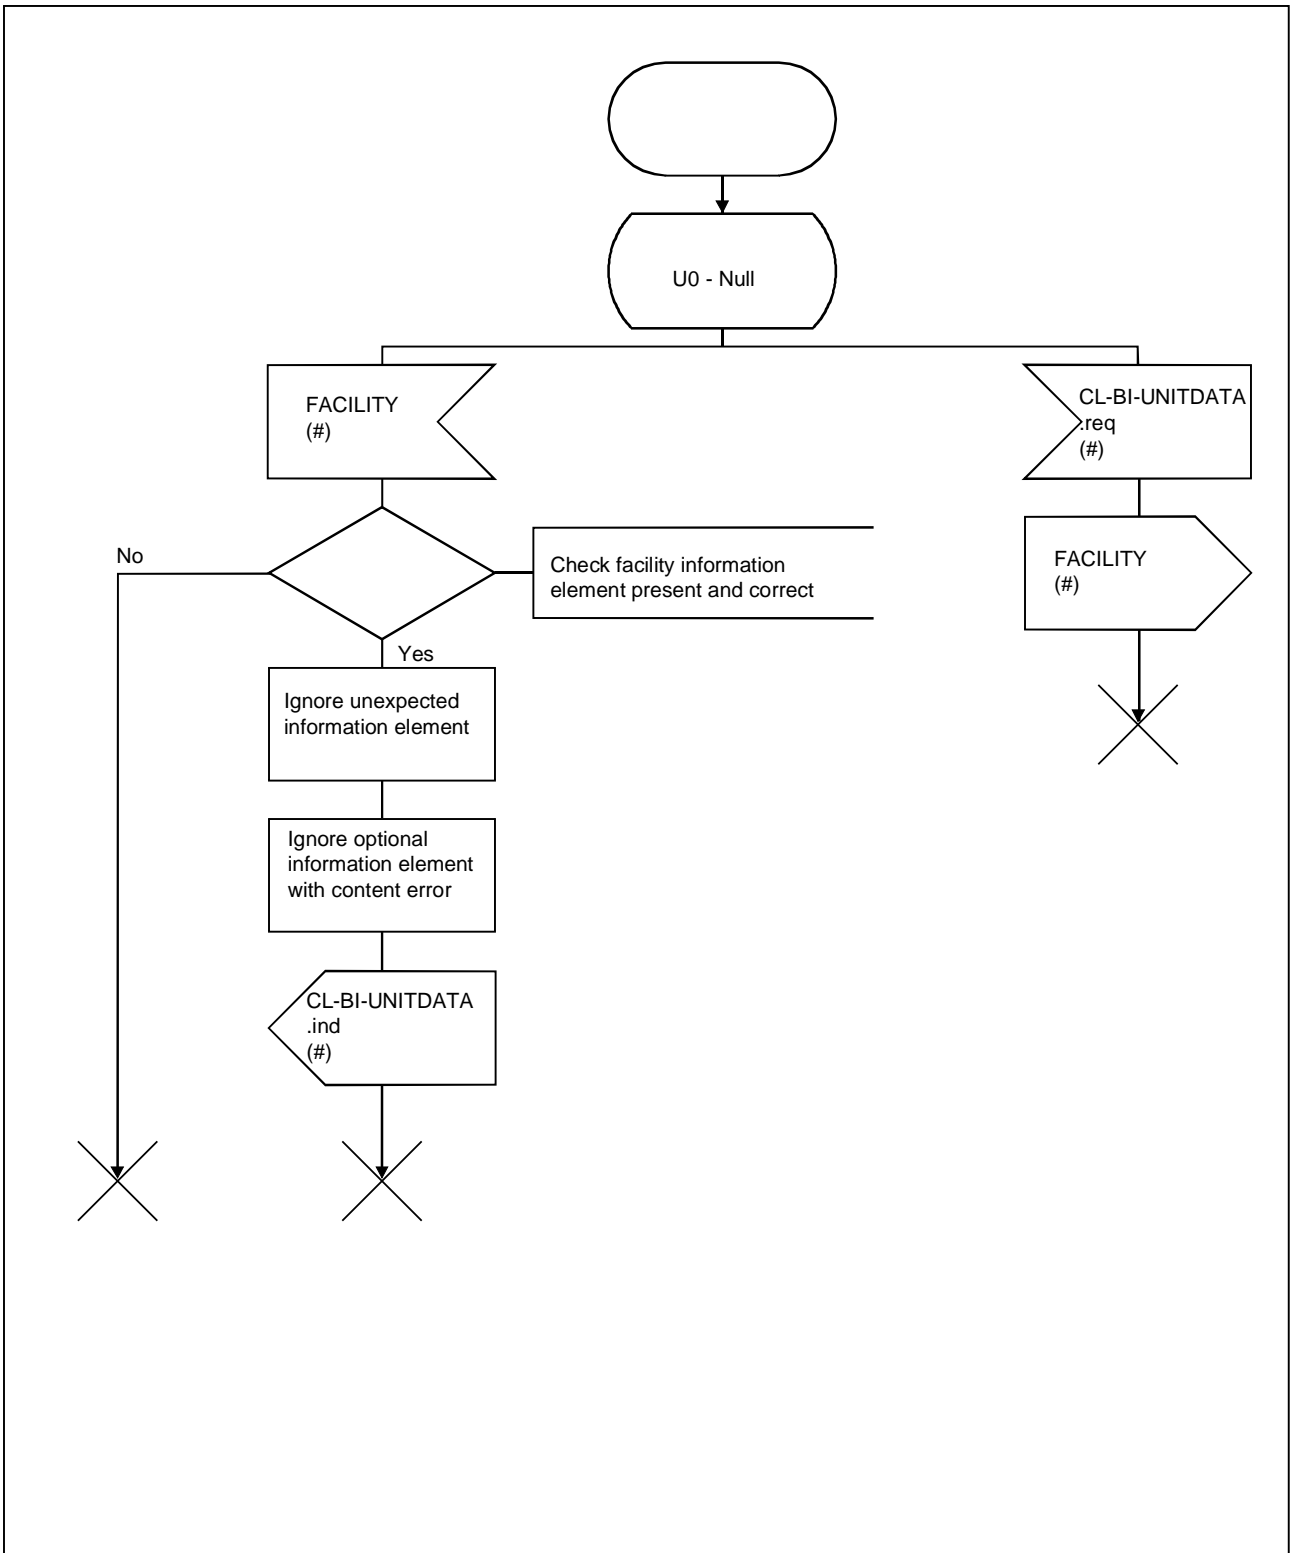 U0 - Null
FACILITY
(#)
CL-BI-UNITDATA
.req
(#)
No
Check facility information
element present and correct
FACILITY
(#)
Yes
Ignore unexpected
information element
Ignore optional
information element
with content error
CL-BI-UNITDATA
.ind
(#)